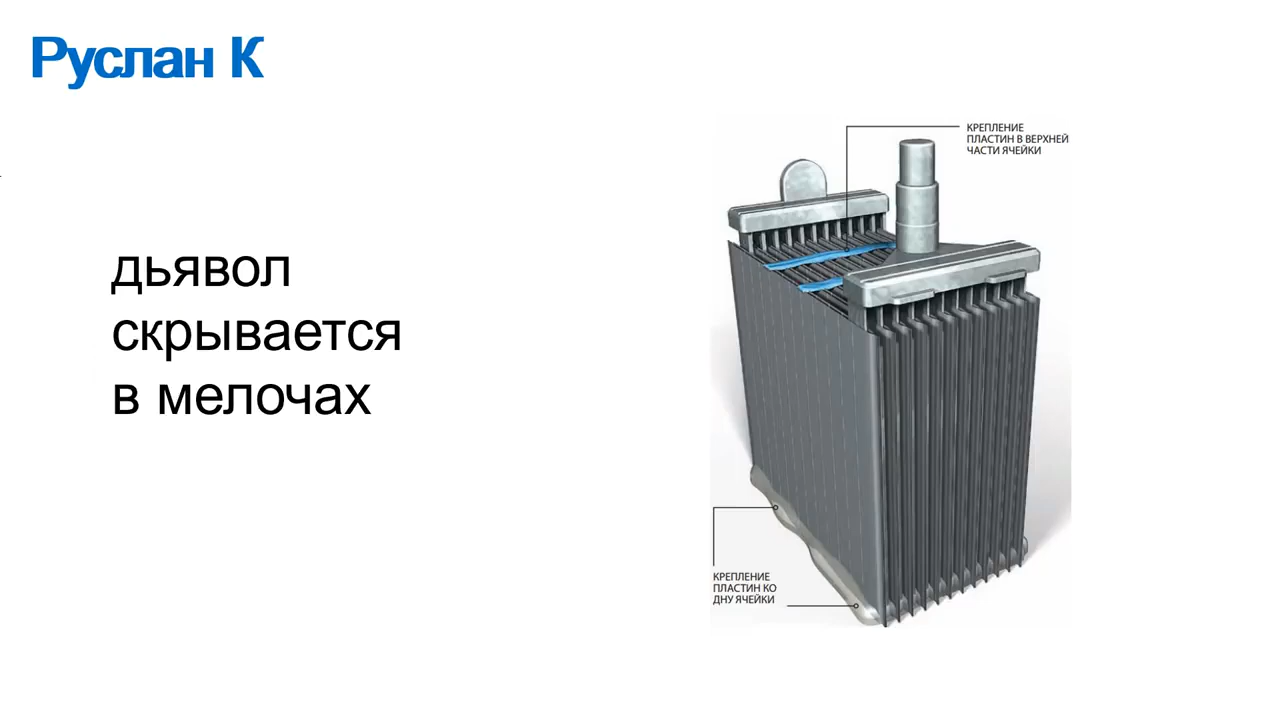 Руслан К
КРЕПЛЕНИЕ
ПЛАСТИН В ВЕРХНЕЙ
ЧАСТИ ЯЧЕЙКИ
дьявол
скрывается
в мелочах
КРЕПЛЕНИЕ
ПЛАСТИН КО
ДНУ ЯЧЕЙКИ